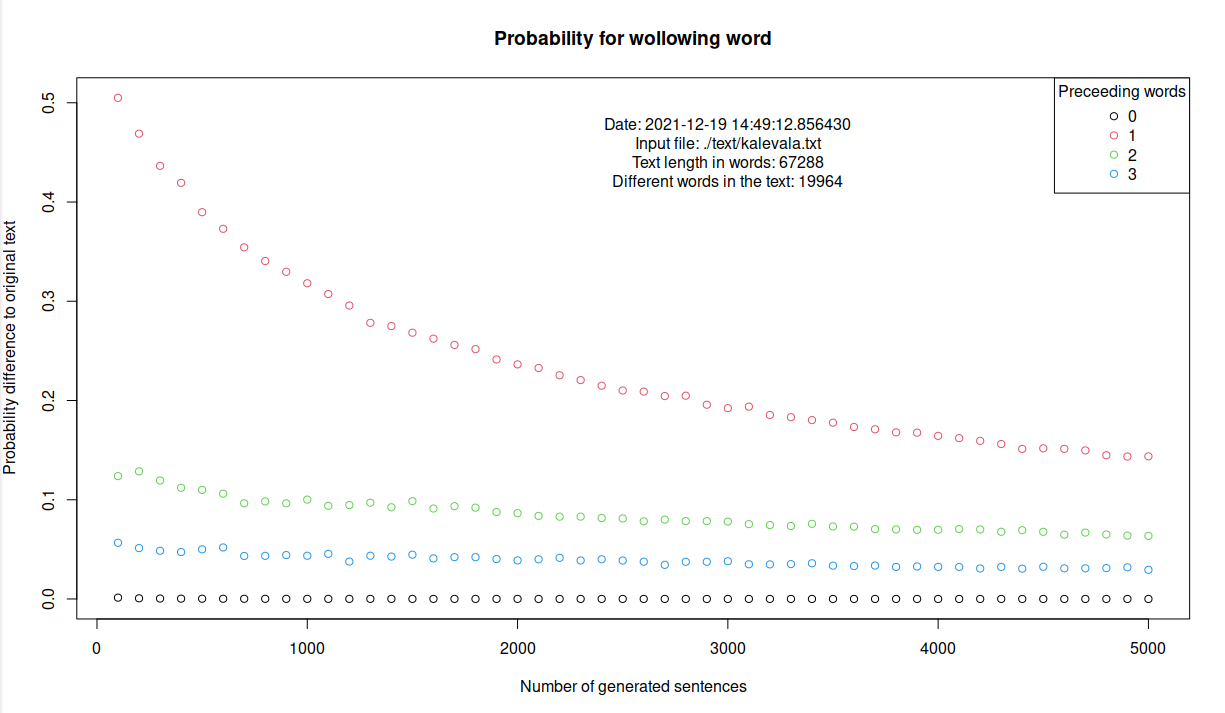 Probability for wollowing word
Preceeding words
0
1
2
3
Date: 2021-12-19 14:49:12.856430
Input file: ./text/kalevala.txt
Text length in words: 67288
Different words in the text: 19964
Probability difference to original text
0.5
0.4
0.3
0.2
0.1
0.0
0 1000 2000 3000 4000 5000
Number of generated sentences